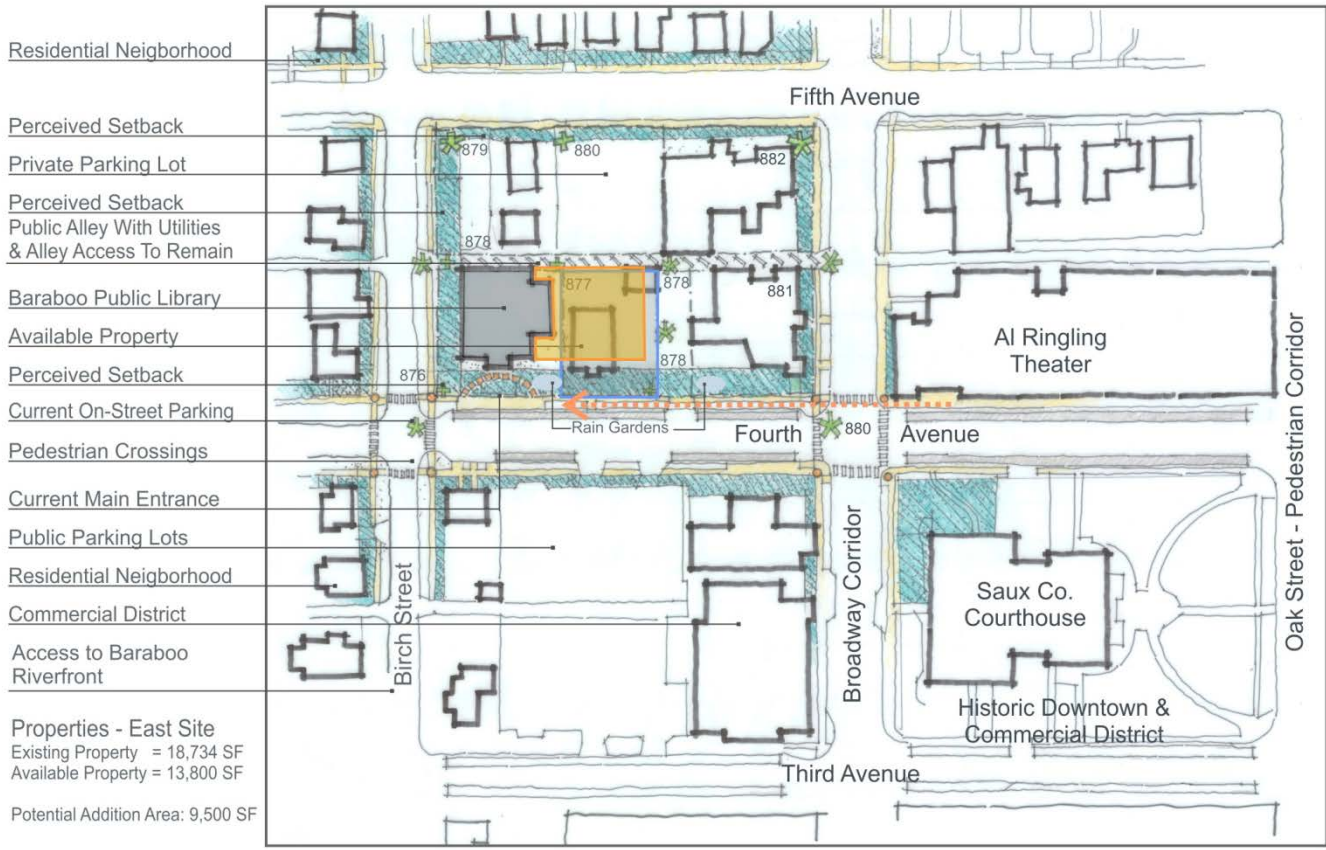 Residential Neigborhood
Perceived Setback
Private Parking Lot
Perceived Setback
Public Alley With Utilities
& Alley Access To Remain
Baraboo Public Library
Available Property
Perceived Setback
Current On-Street Parking
Pedestrian Crossings
Current Main Entrance
Public Parking Lots
Residential Neigborhood
Commercial District
Access to Baraboo
Riverfront
Properties - East Site
Existing Property = 18,734 SF
Available Property = 13,800 SF
Potential Addition Area: 9,500 SF
Fifth Avenue
879
880
882
878
877
878
881
878
876
Al Ringling
Theater
Rain Gardens
Fourth
880
Avenue
Birch Street
Broadway Corridor
Saux Co.
Courthouse
Oak Street - Pedestrian Corridor
Historic Downtown &
Commercial District
Third Avenue